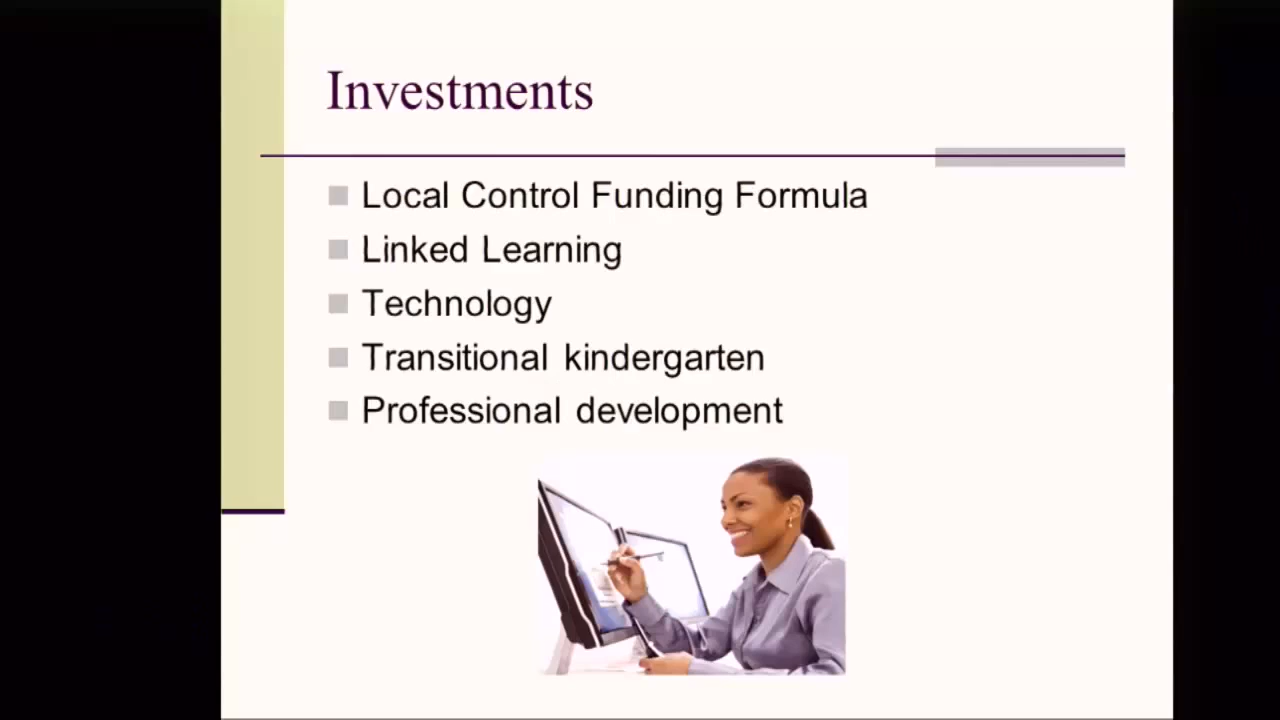 Investments
Local Control Funding Formula
Linked Learning
Technology
Transitional kindergarten
Professional development